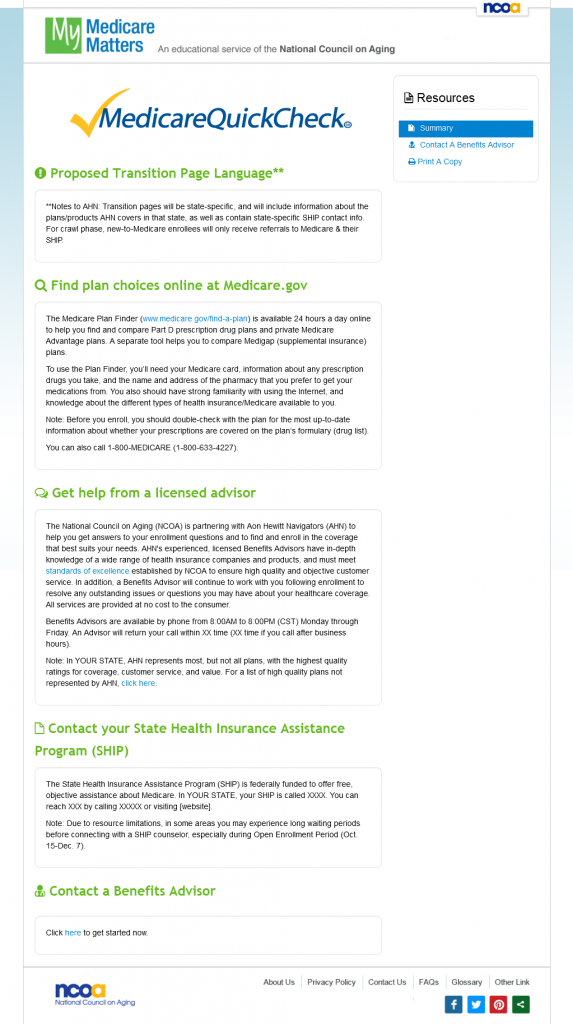 ncoa
My Medicare Matters
An educational service of the National Council on Aging
MedicareQuickCheck
Resources
Summary
Contact A Benefits Advisor
Print A Copy
Proposed Transition Page Language**
**Notes to AHN: Transition pages will be state-specific, and will include information about the
plans/products AHN covers in that state, as well as contain state-specific SHIP contact info.
For crawl phase, new-to-Medicare enrollees will only receive referrals to Medicare & their
SHIP.
Find plan choices online at Medicare.gov
The Medicare Plan Finder (www.medicare.gov/find-a-plan) is available 24 hours a day online
to help you find and compare Part D prescription drug plans and private Medicare
Advantage plans. A separate tool helps you to compare Medigap (supplemental insurance)
plans.
To use the Plan Finder, you'll need your Medicare card, information about any prescription
drugs you take, and the name and address of the pharmacy that you prefer to get your
medications from. You also should have strong familiarity with using the Internet, and
knowledge about the different types of health insurance/Medicare available to you.
Note: Before you enroll, you should double-check with the plan for the most up-to-date
information about whether your prescriptions are covered on the plan's formulary (drug list).
You can also call 1-800-MEDICARE (1-800-633-4227).
Get help from a licensed advisor
The National Council on Aging (NCOA) is partnering with Aon Hewitt Navigators (AHN) to
help you get answers to your enrollment questions and to find and enroll in the coverage
that best suits your needs. AHN's experienced, licensed Benefits Advisors have in-depth
knowledge of a wide range of health insurance companies and products, and must meet
standards of excellence established by NCOA to ensure high quality and objective customer
service. In addition, a Benefits Advisor will continue to work with you following enrollment to
resolve any outstanding issues or questions you may have about your healthcare coverage.
All services are provided at no cost to the consumer.
Benefits Advisors are available by phone from 8:00AM to 8:00PM (CST) Monday through
Friday. An Advisor will return your call within XX time (XX time if you call after business
hours).
Note: In YOUR STATE, AHN represents most, but not all plans, with the highest quality
ratings for coverage, customer service, and value. For a list of high quality plans not
represented by AHN, click here.
Contact your State Health Insurance Assistance
Program (SHIP)
The State Health Insurance Assistance Program (SHIP) is federally funded to offer free,
objective assistance about Medicare. In YOUR STATE, your SHIP is called XXXX. You can
reach XXX by calling XXXXX or visiting [website].
Note: Due to resource limitations, in some areas you may experience long waiting periods
before connecting with a SHIP counselor, especially during Open Enrollment Period (Oct.
15-Dec. 7).
Contact a Benefits Advisor
Click here to get started now.
ncoa
National Council on Aging
About Us
Privacy Policy
Contact Us
FAQs
Glossary
Other Link